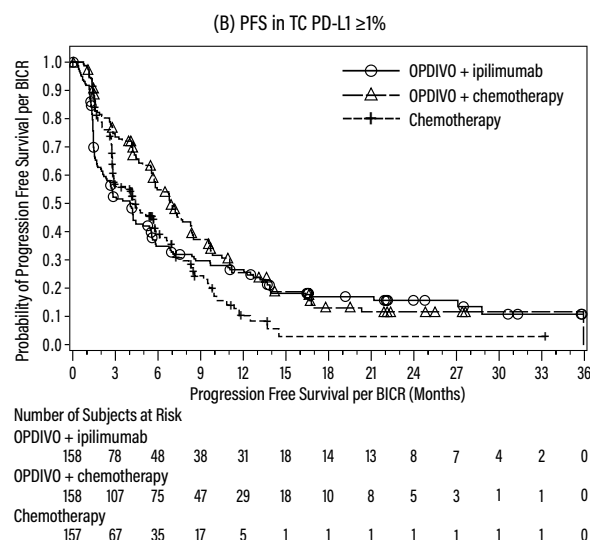 (B) PFS in TC PD-L1 ≥1%
OPDIVO + ipilimumab
OPDIVO + chemotherapy
Chemotherapy
Probability of Progression Free Survival per BICR
1.0
0.9
0.8
0.7
0.6
0.5
0.4
0.3
0.2
0.1
0.0
0 3 6 9 12 15 18 21 24 27 30 33 36
Progression Free Survival per BICR (Months)
Number of Subjects at Risk
OPDIVO + ipilimumab
158 78 48 38 31 18 14 13 8 7 4 2 0
OPDIVO + chemotherapy
158 107 75 47 29 18 10 8 5 3 1 1 0
Chemotherapy
157 67 35 17 5 1 1 1 1 1 1 1 0